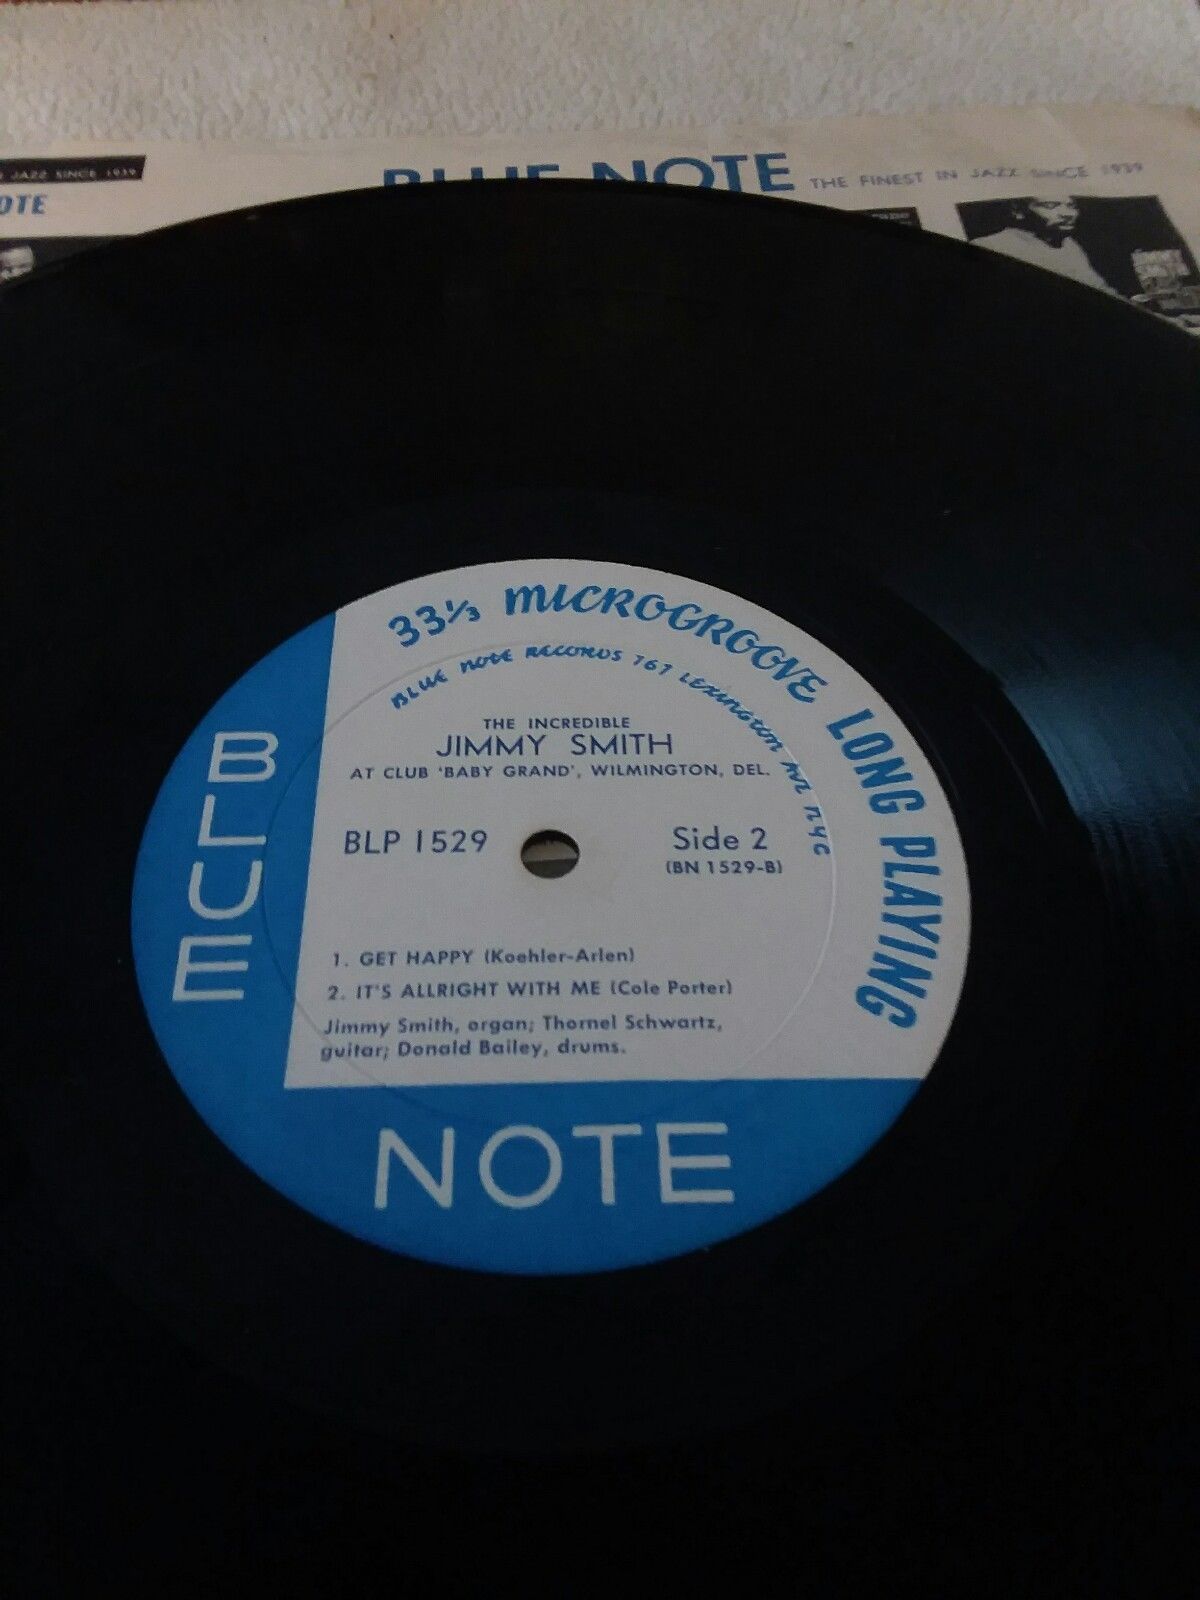 JAZZ SINCE 1939
OTE
BLUE NOTE THE FINEST IN JAZZ SINCE 1939
33⅓ MICROGROOVE LONG PLAYING
BLUE NOTE RECORDS 767 LEXINGTON AVE NYC
THE INCREDIBLE
JIMMY SMITH
AT CLUB 'BABY GRAND', WILMINGTON, DEL.
BLP 1529
Side 2
(BN 1529-B)
1. GET HAPPY (Koehler-Arlen)
2. IT'S ALLRIGHT WITH ME (Cole Porter)
Jimmy Smith, organ; Thornel Schwartz,
guitar; Donald Bailey, drums.
BLUE
NOTE